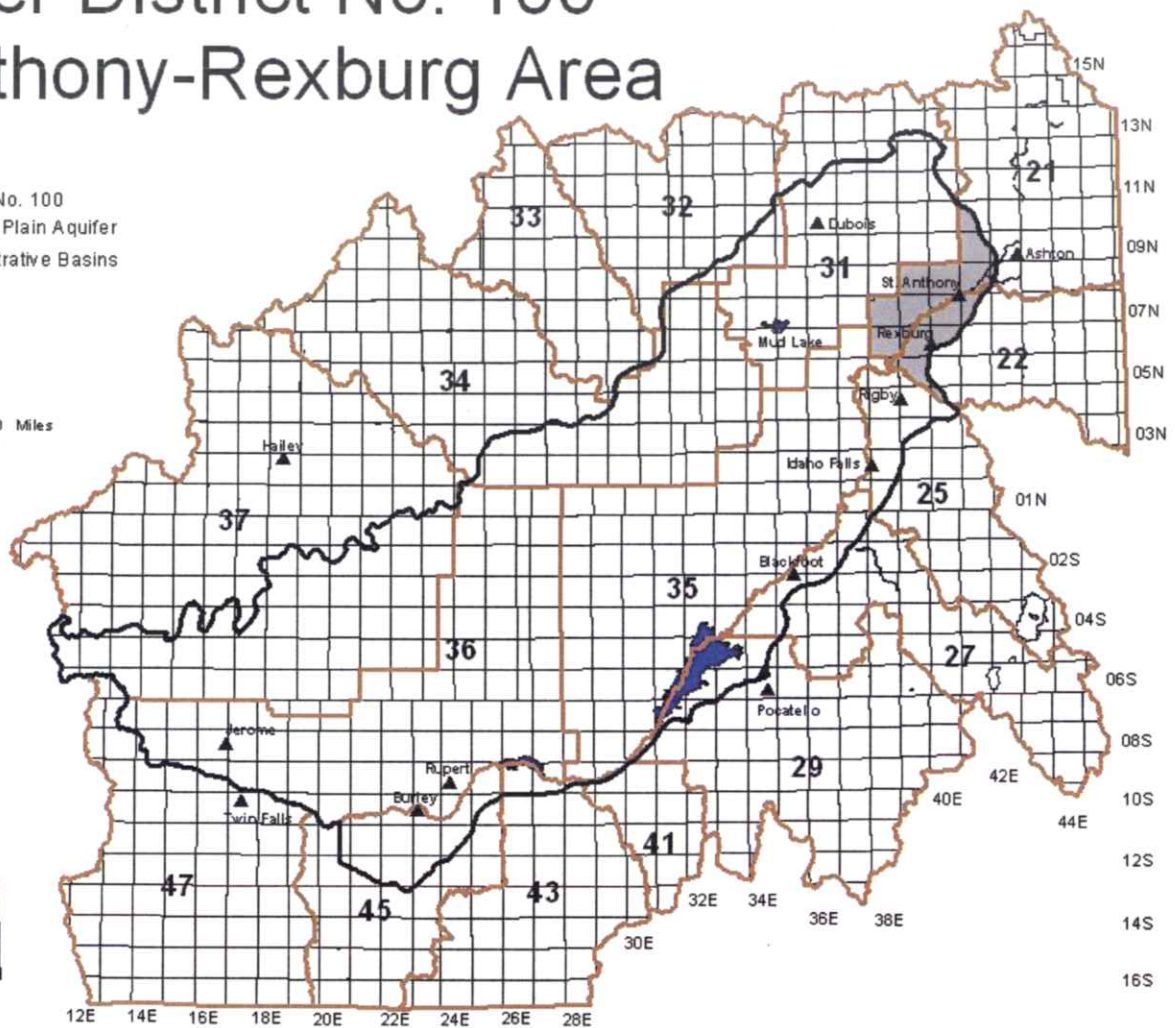 er District No. 100
thony-Rexburg Area
No. 100
Plain Aquifer
trative Basins
Miles
15N
13N
11N
09N
07N
05N
03N
01N
02S
04S
06S
08S
10S
12S
14S
16S
21
33
32
Dubois
31
Ashton
St. Anthony
Rexburg
Mud Lake
22
34
Rigby
Hailey
Idaho Falls
25
37
Blackfoot
35
36
27
Pocatello
Jerome
29
Rupert
Burley
Twin Falls
42E
40E
44E
41
47
45
43
32E
34E
36E
38E
30E
12E 14E 16E 18E 20E 22E 24E 26E 28E